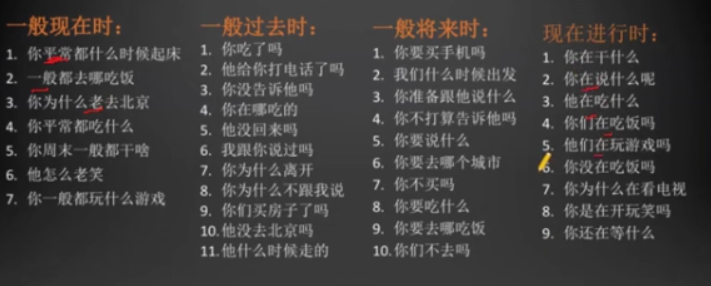 一般现在时：
1. 你平常都什么时候起床
2. 一般都去哪吃饭
3. 你为什么老去北京
4. 你平常都吃什么
5. 你周末一般都干啥
6. 他怎么老笑
7. 你一般都玩什么游戏
一般过去时：
1. 你吃了吗
2. 他给你打电话了吗
3. 你没告诉他吗
4. 你在哪吃的
5. 他没回来吗
6. 我跟你说过吗
7. 你为什么离开
8. 你为什么不跟我说
9. 你们买房子了吗
10. 他没去北京吗
11. 他什么时候走的
一般将来时：
1. 你要买手机吗
2. 我们什么时候出发
3. 你准备跟他说什么
4. 你不打算告诉他吗
5. 你要说什么
6. 你要去哪个城市
7. 你不买吗
8. 你要吃什么
9. 你要去哪吃饭
10. 你们不去吗
现在进行时：
1. 你在干什么
2. 你在说什么呢
3. 他在吃什么
4. 你们在吃饭吗
5. 他们在玩游戏吗
6. 你没在吃饭吗
7. 你为什么在看电视
8. 你是在开玩笑吗
9. 你还在等什么